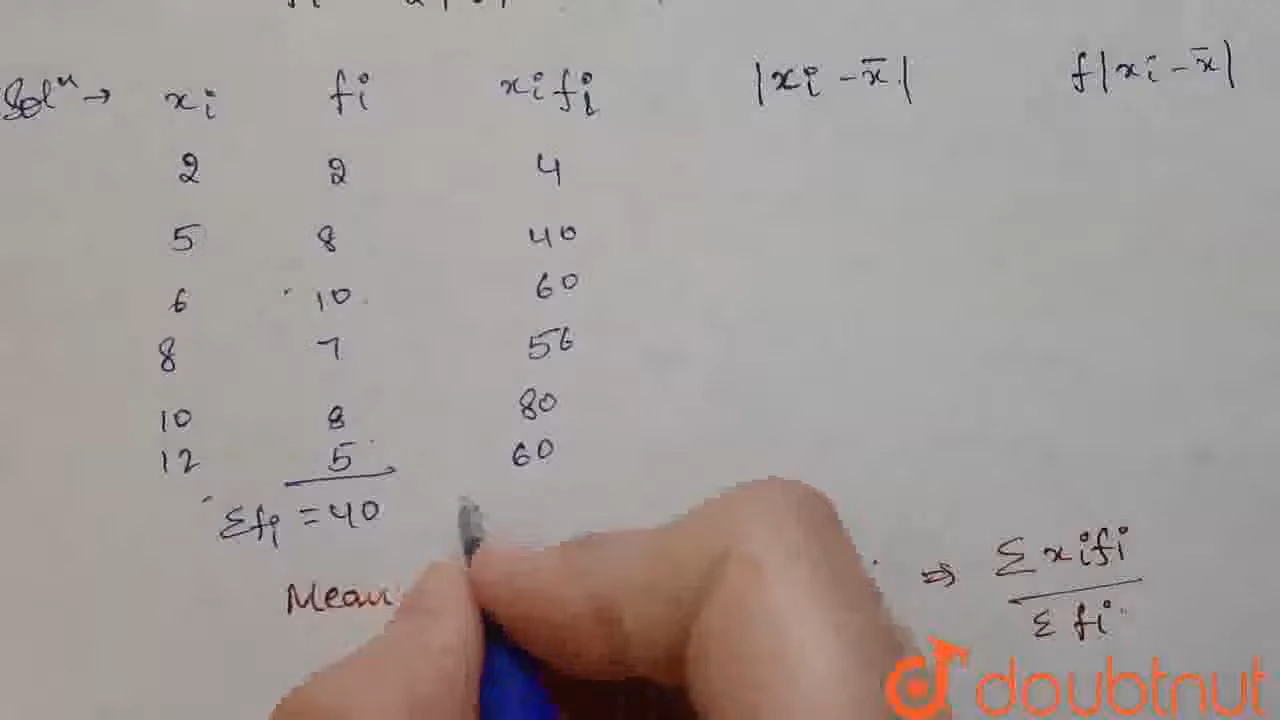 Solⁿ → xi fi xifi |xi - x̄| f|xi - x̄|
2 2 4
5 8 40
6 10 60
8 7 56
10 8 80
12 5 60
Σfi = 40
Mean ⇒ Σxifi / Σfi
doubtnut